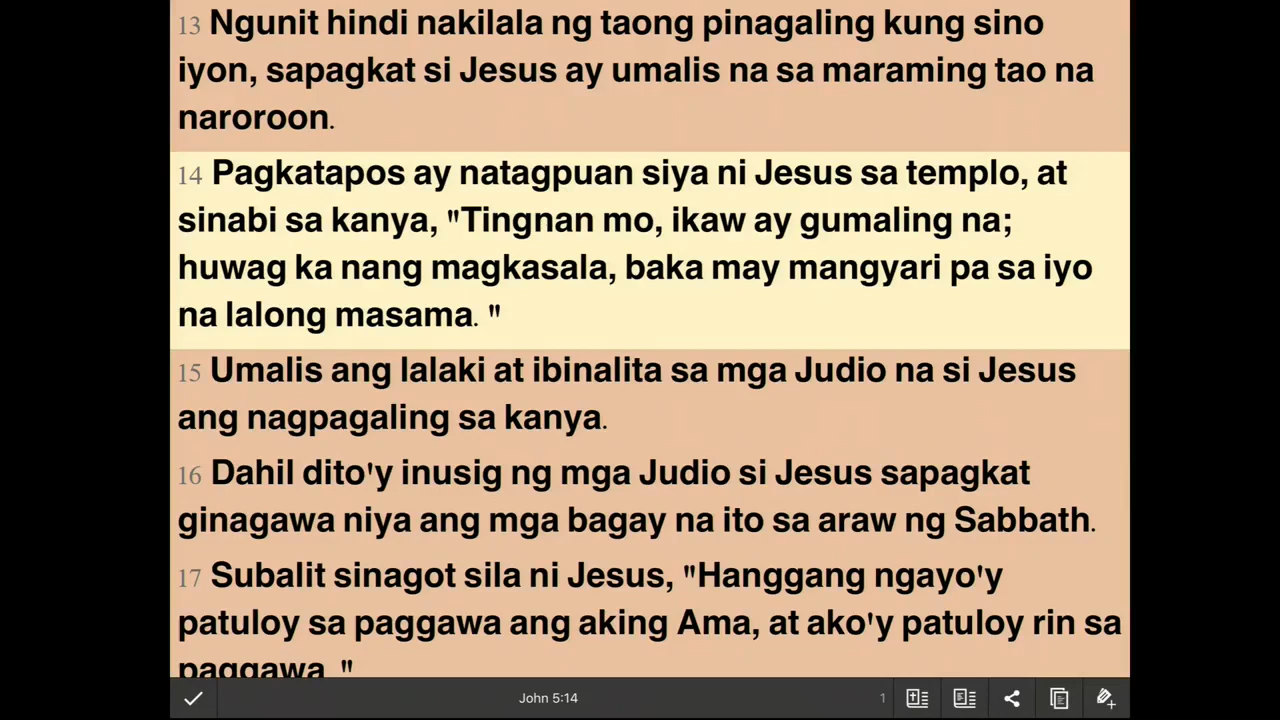 13 Ngunit hindi nakilala ng taong pinagaling kung sino
iyon, sapagkat si Jesus ay umalis na sa maraming tao na
naroroon.
14 Pagkatapos ay natagpuan siya ni Jesus sa templo, at
sinabi sa kanya, "Tingnan mo, ikaw ay gumaling na;
huwag ka nang magkasala, baka may mangyari pa sa iyo
na lalong masama. "
15 Umalis ang lalaki at ibinalita sa mga Judio na si Jesus
ang nagpagaling sa kanya.
16 Dahil dito'y inusig ng mga Judio si Jesus sapagkat
ginagawa niya ang mga bagay na ito sa araw ng Sabbath.
17 Subalit sinagot sila ni Jesus, "Hanggang ngayo'y
patuloy sa paggawa ang aking Ama, at ako'y patuloy rin sa
paggawa. "
John 5:14
1